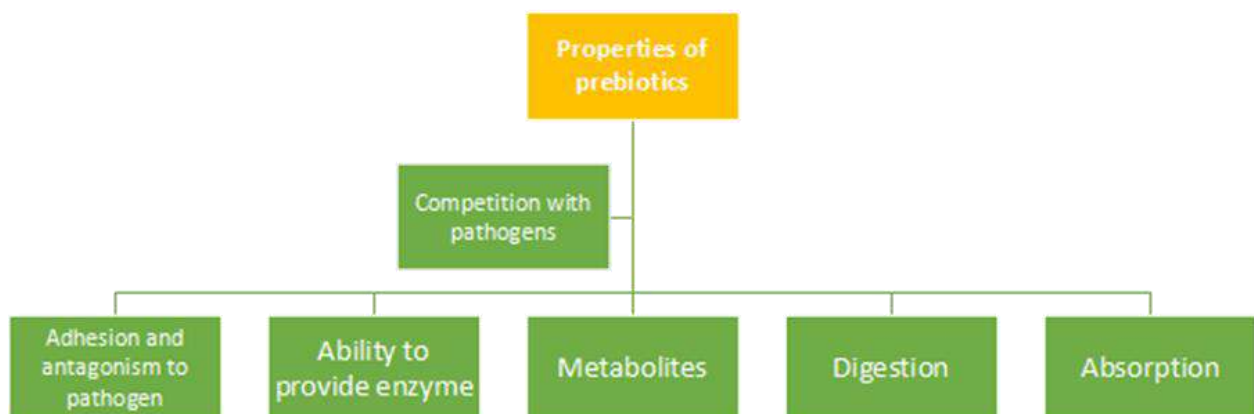 Properties of
prebiotics
Competition with
pathogens
Adhesion and
antagonism to
pathogen
Ability to
provide enzyme
Metabolites
Digestion
Absorption